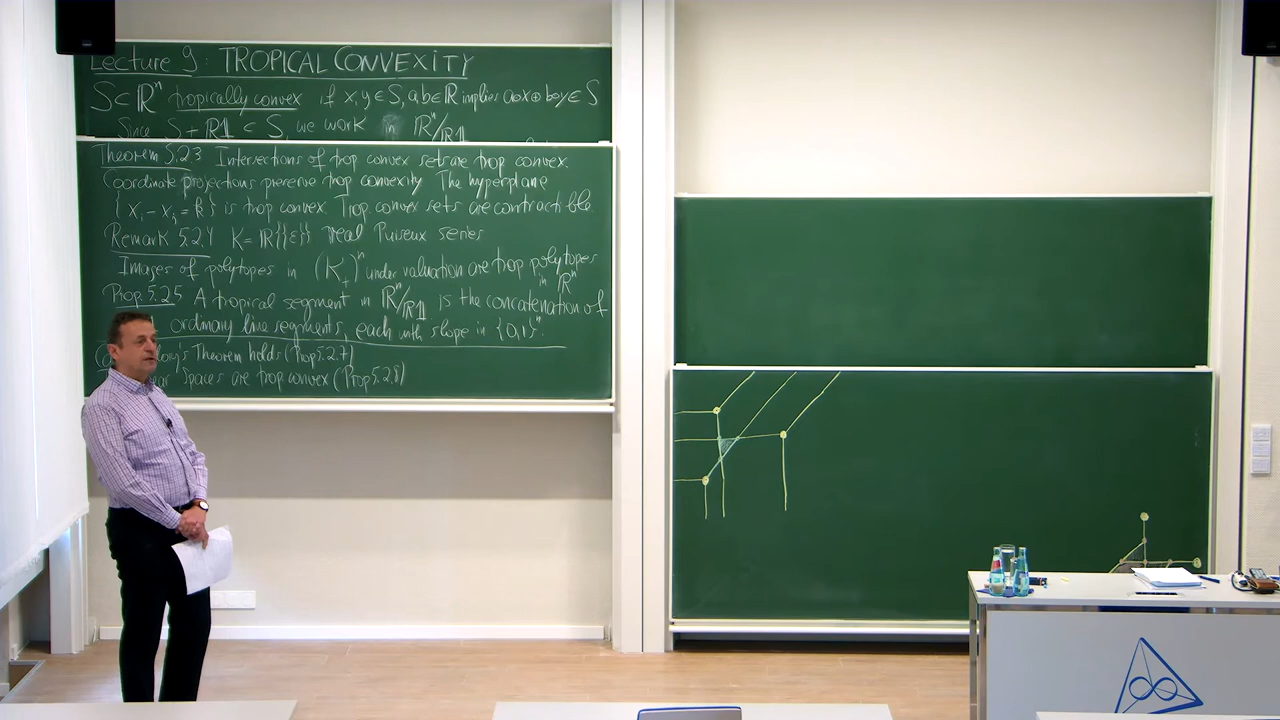 Lecture 9: TROPICAL CONVEXITY
S⊂ℝⁿ tropically convex if x,y∈S, a,b∈ℝ implies a⊙x⊕b⊙y∈S
Since S+ℝ𝟙⊂S, we work in ℝⁿ/ℝ𝟙
Theorem 5.2.3 Intersections of trop convex sets are trop convex.
Coordinate projections preserve trop convexity. The hyperplane
{x_i-x_j=k} is trop convex. Trop convex sets are contractible.
Remark 5.2.4 K=ℝ{{ε}} real Puiseux series
Images of polytopes in (K₊)ⁿ under valuation are trop polytopes in ℝⁿ
Prop 5.2.5 A tropical segment in ℝⁿ/ℝ𝟙 is the concatenation of
ordinary line segments, each with slope in {0,1}ⁿ.
Theorem holds (Prop 5.2.7)
Spaces are trop convex (Prop 5.2.8)